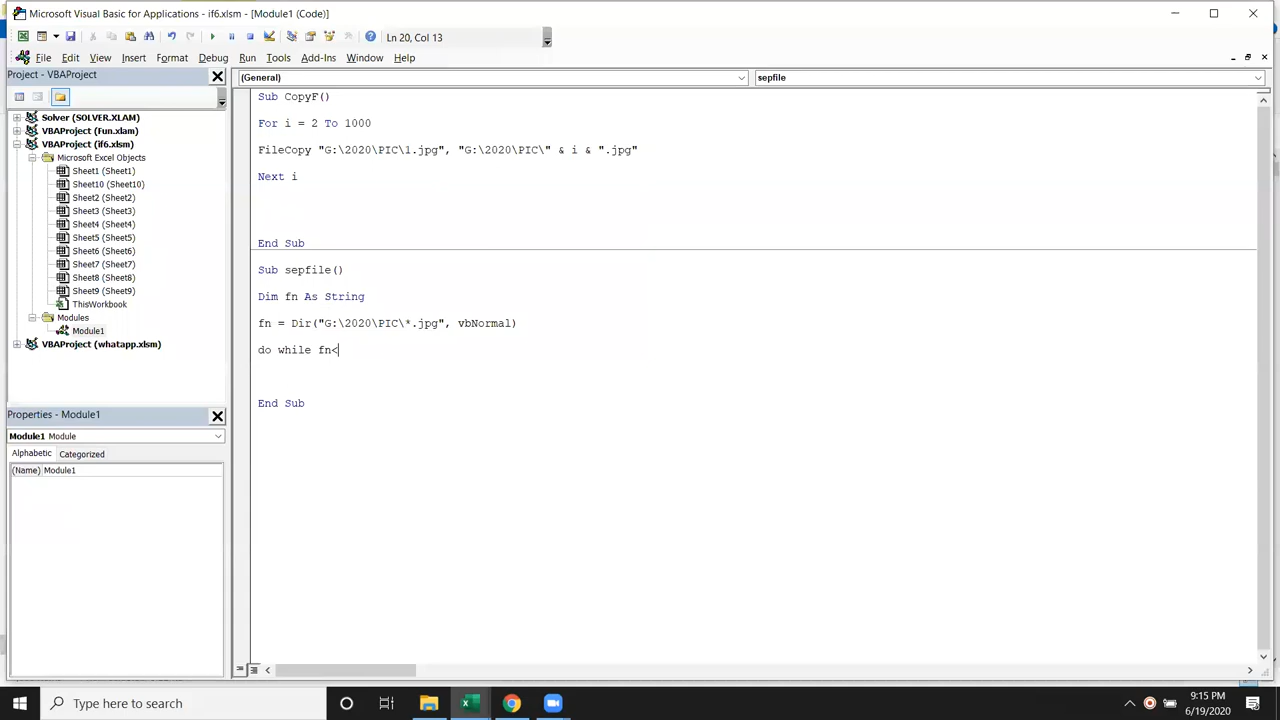 Microsoft Visual Basic for Applications - if6.xlsm - [Module1 (Code)]
Ln 20, Col 13
File Edit View Insert Format Debug Run Tools Add-Ins Window Help
Project - VBAProject
(General)
sepfile
Solver (SOLVER.XLAM)
Fun.xlam (Fun.xlam)
VBAProject (if6.xlsm)
Microsoft Excel Objects
Sheet1 (Sheet1)
Sheet10 (Sheet10)
Sheet2 (Sheet2)
Sheet3 (Sheet3)
Sheet4 (Sheet4)
Sheet5 (Sheet5)
Sheet6 (Sheet6)
Sheet7 (Sheet7)
Sheet8 (Sheet8)
Sheet9 (Sheet9)
ThisWorkbook
Modules
Module1
VBAProject (whatapp.xlsm)
Properties - Module1
Module1 Module
Alphabetic Categorized
(Name) Module1
Sub CopyF()
For i = 2 To 1000
FileCopy "G:\2020\PIC\1.jpg", "G:\2020\PIC\" & i & ".jpg"
Next i
End Sub
Sub sepfile()
Dim fn As String
fn = Dir("G:\2020\PIC\*.jpg", vbNormal)
do while fn<
End Sub
Type here to search
9:15 PM
6/19/2020